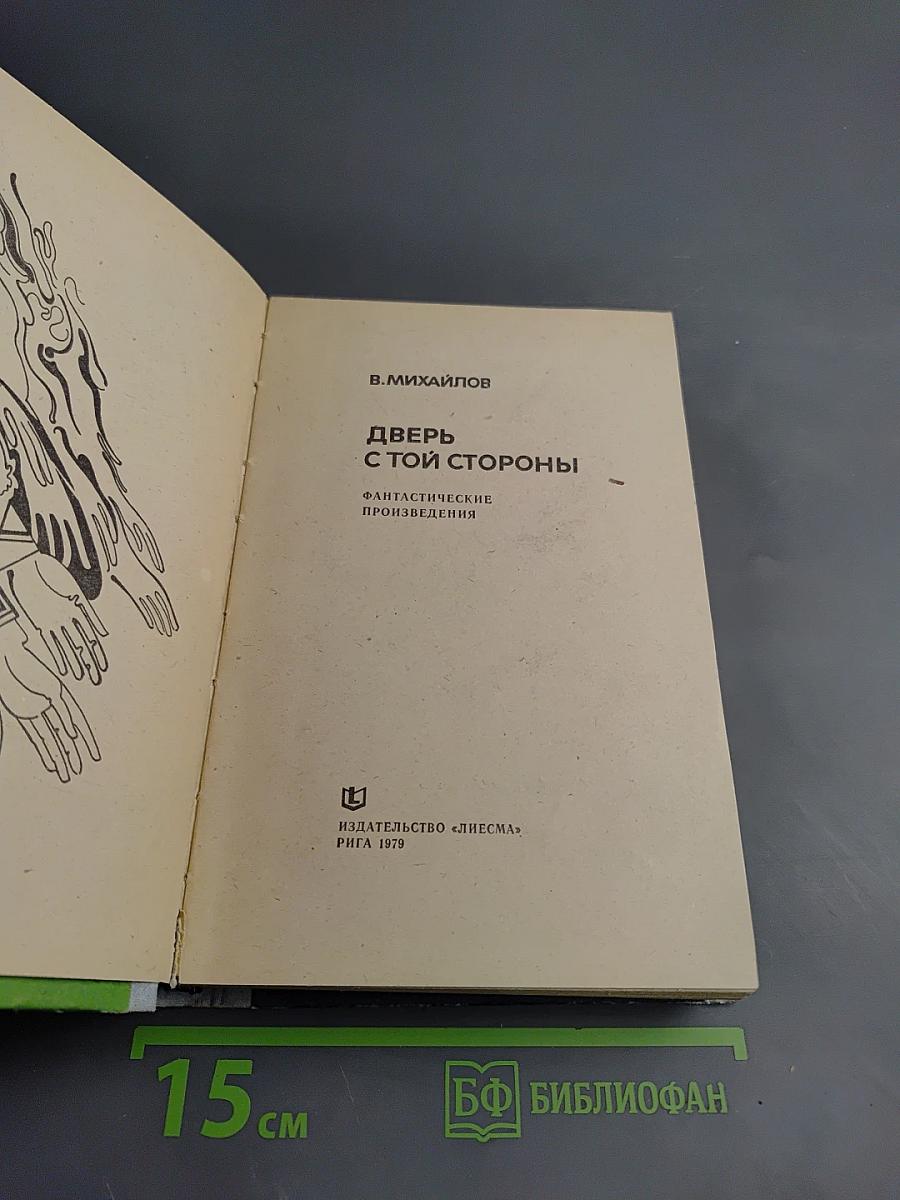 В. МИХАЙЛОВ
ДВЕРЬ
С ТОЙ СТОРОНЫ
ФАНТАСТИЧЕСКИЕ
ПРОИЗВЕДЕНИЯ
L
ИЗДАТЕЛЬСТВО «ЛИЕСМА»
РИГА 1979
15 СМ
БФ БИБЛИОФАН